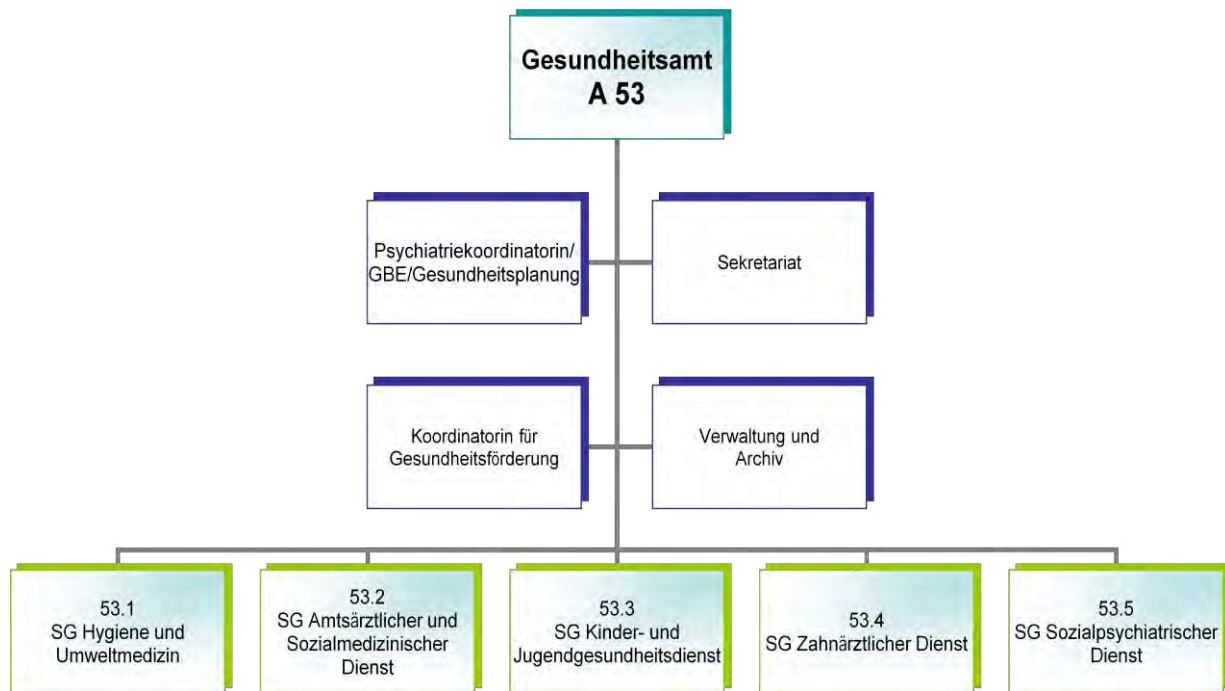 Gesundheitsamt
A 53
Psychiatriekoordinatorin/
GBE/Gesundheitsplanung
Sekretariat
Koordinatorin für
Gesundheitsförderung
Verwaltung und
Archiv
53.1
SG Hygiene und
Umweltmedizin
53.2
SG Amtsärztlicher und
Sozialmedizinischer
Dienst
53.3
SG Kinder- und
Jugendgesundheitsdienst
53.4
SG Zahnärztlicher Dienst
53.5
SG Sozialpsychiatrischer
Dienst